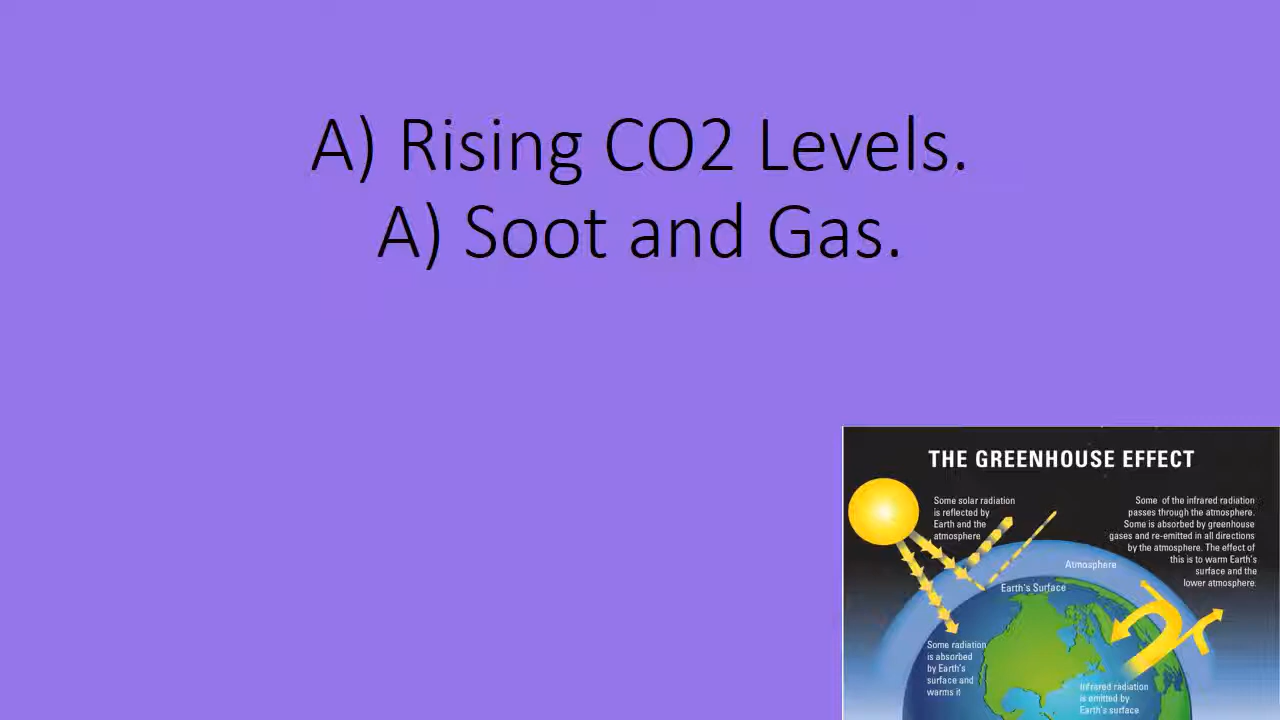 A) Rising CO2 Levels.
A) Soot and Gas.
THE GREENHOUSE EFFECT
Some solar radiation
is reflected by
Earth and the
atmosphere
Some of the infrared radiation
passes through the atmosphere.
Some is absorbed by greenhouse
gases and re-emitted in all directions
by the atmosphere. The effect of
this is to warm Earth's
surface and the
lower atmosphere.
Atmosphere
Earth's Surface
Some radiation
is absorbed
by Earth's
surface and
warms it
Infrared radiation
is emitted by
Earth's surface